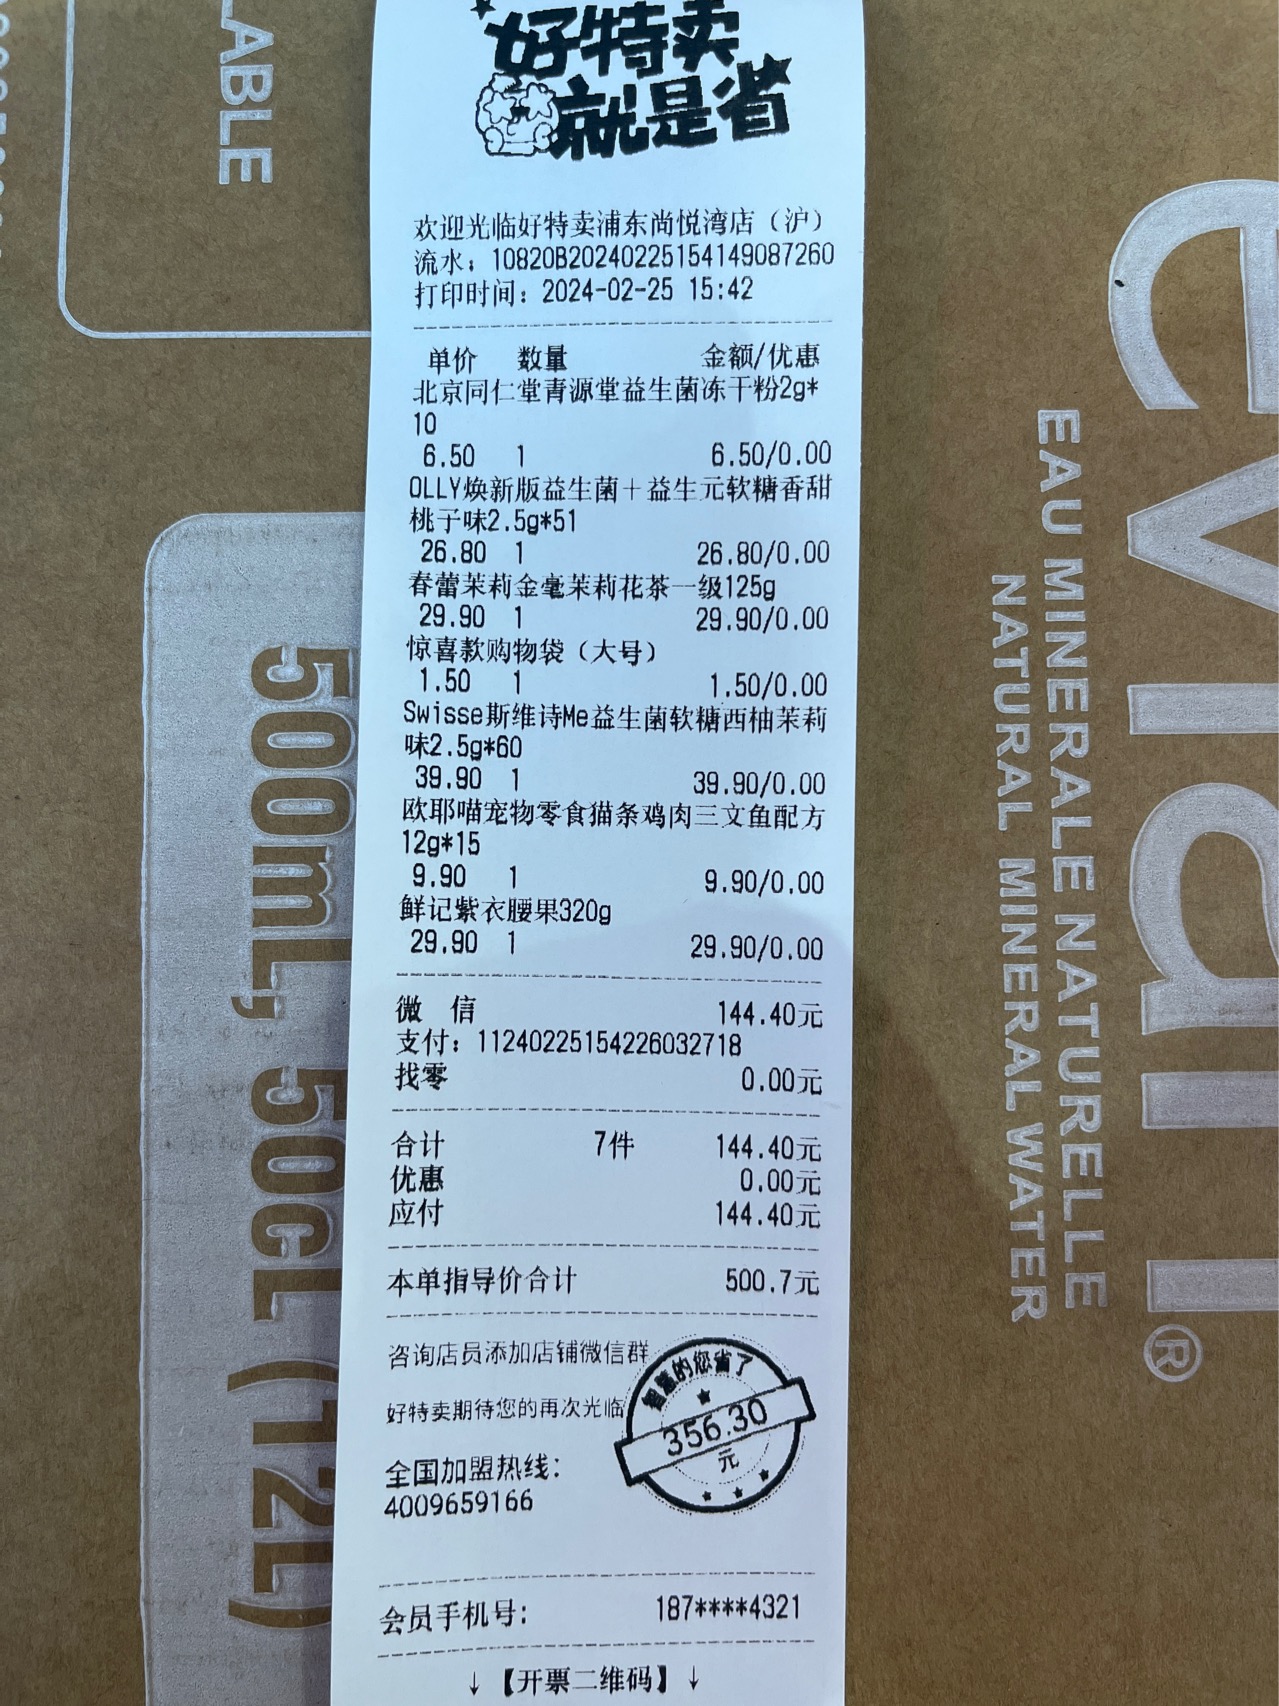 好特卖
就是省
欢迎光临好特卖浦东尚悦湾店（沪）
流水：10820B20240225154149087260
打印时间：2024-02-25 15:42
单价 数量 金额/优惠
北京同仁堂青源堂益生菌冻干粉2g*
10
6.50 1 6.50/0.00
OLLY焕新版益生菌＋益生元软糖香甜
桃子味2.5g*51
26.80 1 26.80/0.00
春蕾茉莉金毫茉莉花茶一级125g
29.90 1 29.90/0.00
惊喜款购物袋（大号）
1.50 1 1.50/0.00
Swisse斯维诗Me益生菌软糖西柚茉莉
味2.5g*60
39.90 1 39.90/0.00
欧耶喵宠物零食猫条鸡肉三文鱼配方
12g*15
9.90 1 9.90/0.00
鲜记紫衣腰果320g
29.90 1 29.90/0.00
微 信 144.40元
支付：11240225154226032718
找零 0.00元
合计 7件 144.40元
优惠 0.00元
应付 144.40元
本单指导价合计 500.7元
咨询店员添加店铺微信群
好特卖期待您的再次光临
智慧的您省了
356.30
元
全国加盟热线：
4009659166
会员手机号： 187****4321
↓【开票二维码】↓
ABLE
500mL, 50cL (12L)
evian®
EAU MINERALE NATURELLE
NATURAL MINERAL WATER